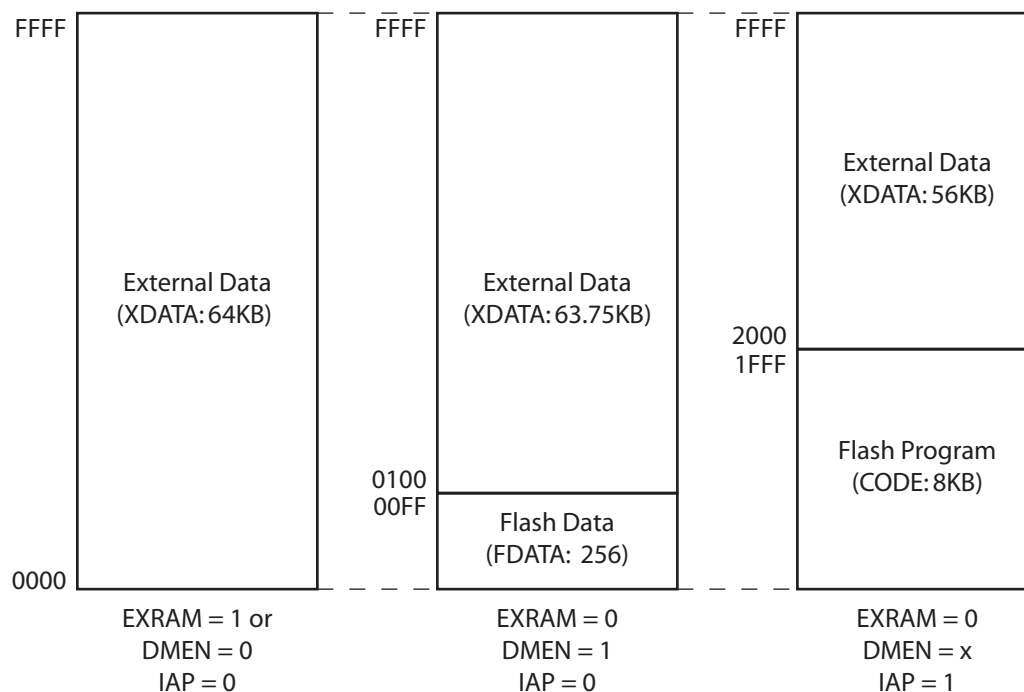 FFFF
External Data
(XDATA: 64KB)
0000
EXRAM = 1 or
DMEN = 0
IAP = 0
FFFF
External Data
(XDATA: 63.75KB)
0100
00FF
Flash Data
(FDATA: 256)
EXRAM = 0
DMEN = 1
IAP = 0
FFFF
External Data
(XDATA: 56KB)
2000
1FFF
Flash Program
(CODE: 8KB)
EXRAM = 0
DMEN = x
IAP = 1